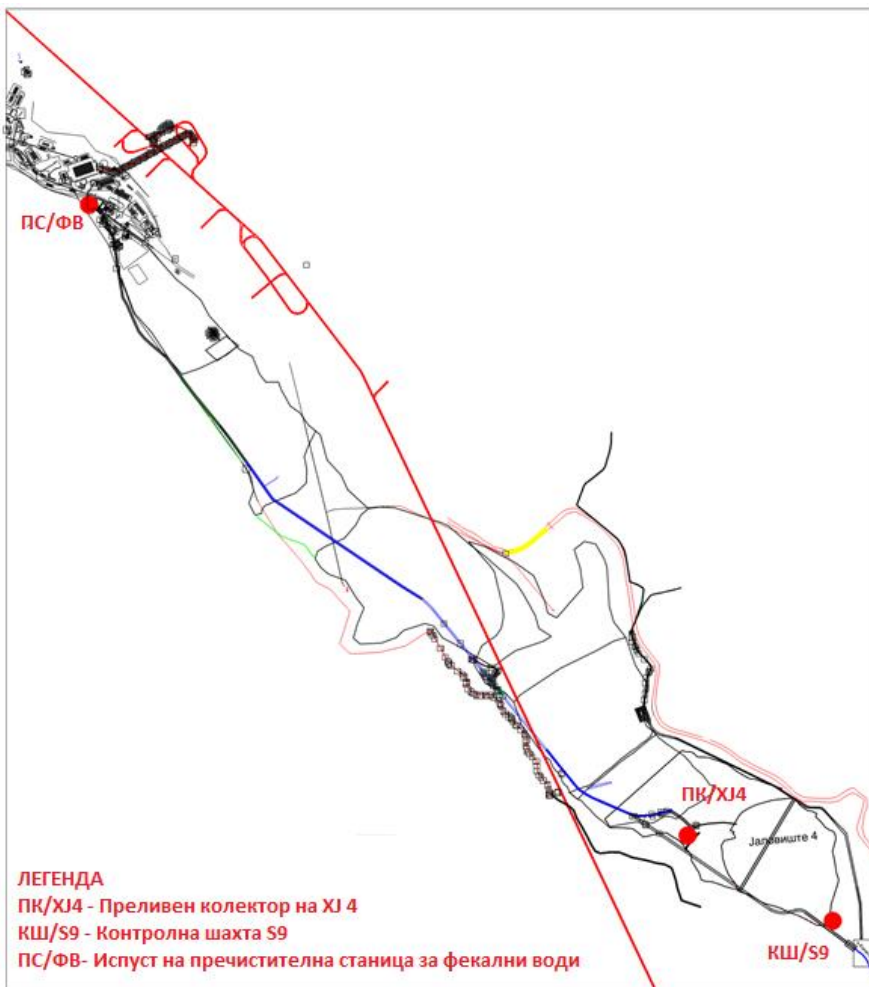 ПС/ФВ
ПК/ХЈ4
Јаловиште 4
КШ/S9
ЛЕГЕНДА
ПК/ХЈ4 - Преливен колектор на ХЈ 4
КШ/S9 - Контролна шахта S9
ПС/ФВ- Испуст на пречистителна станица за фекални води